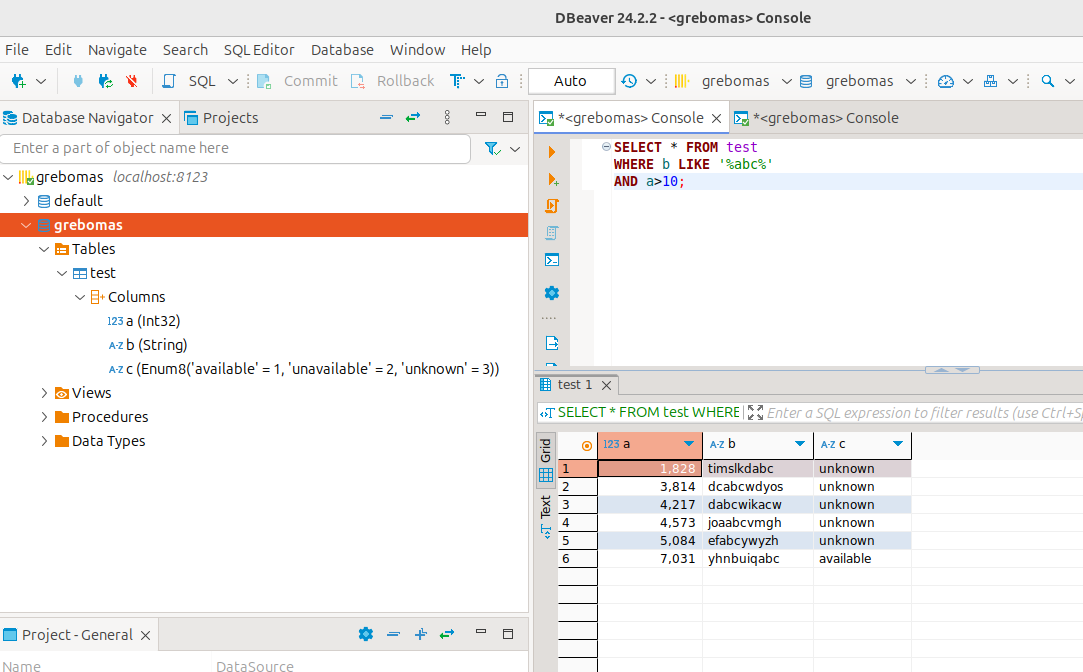 DBeaver 24.2.2 - <grebomas> Console
File Edit Navigate Search SQL Editor Database Window Help
SQL Commit Rollback Auto grebomas grebomas
Database Navigator Projects
Enter a part of object name here
grebomas localhost:8123
default
grebomas
Tables
test
Columns
123 a (Int32)
A-Z b (String)
A-Z c (Enum8('available' = 1, 'unavailable' = 2, 'unknown' = 3))
Views
Procedures
Data Types
Project - General
Name DataSource
*<grebomas> Console *<grebomas> Console
SELECT * FROM test
WHERE b LIKE '%abc%'
AND a>10;
test 1
SELECT * FROM test WHERE Enter a SQL expression to filter results (use Ctrl+Sp
Grid
Text
123 a A-Z b A-Z c
1 1,828 timslkdabc unknown
2 3,814 dcabcwdyos unknown
3 4,217 dabcwikacw unknown
4 4,573 joaabcvmgh unknown
5 5,084 efabcywyzh unknown
6 7,031 yhnbuiqabc available